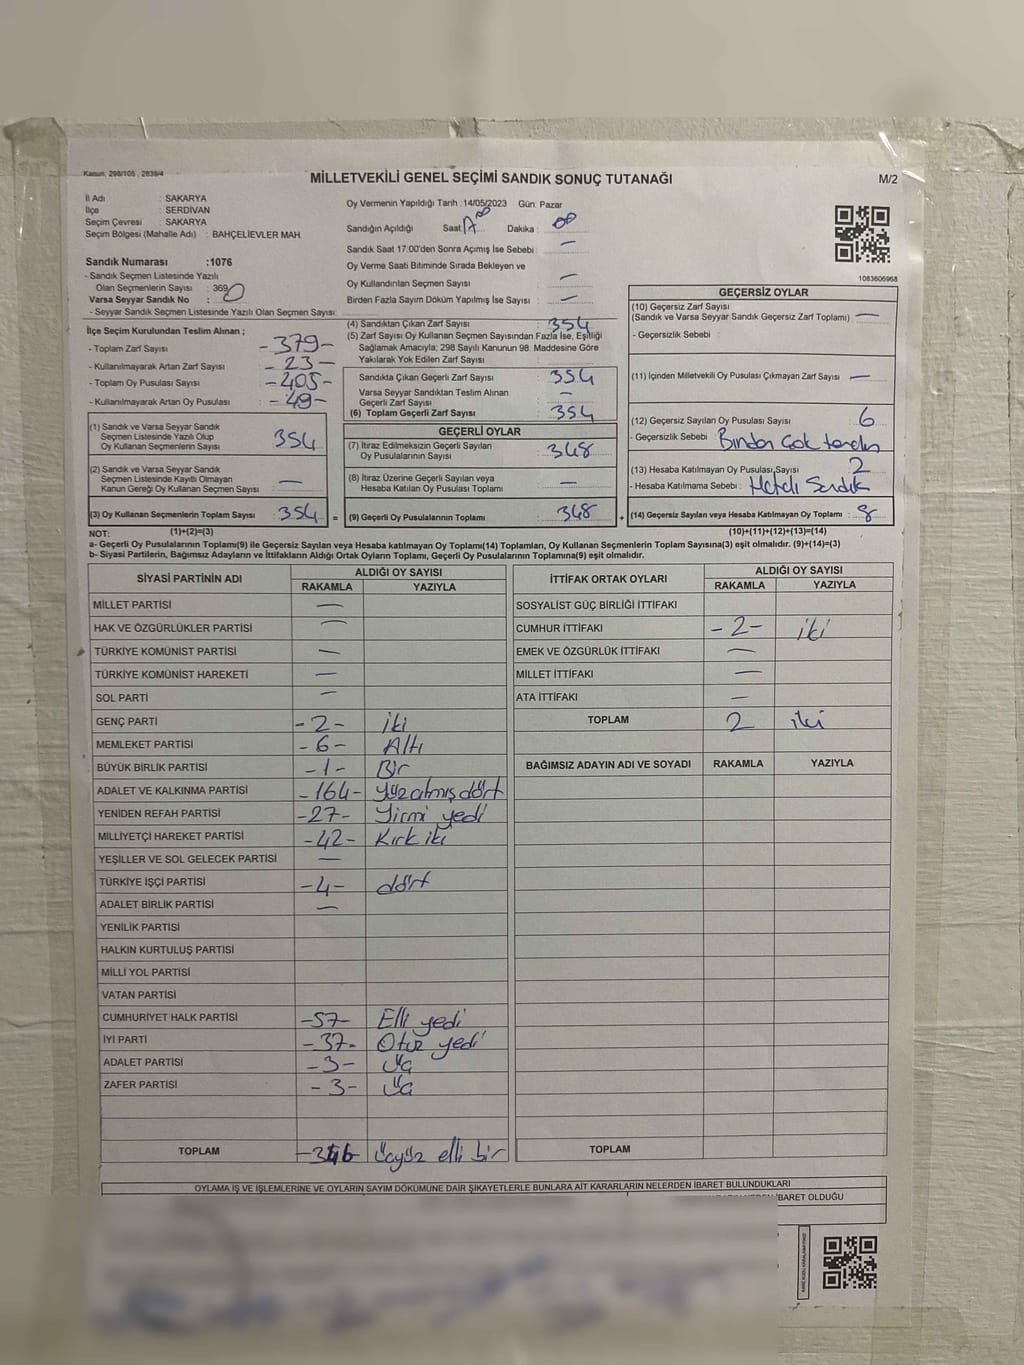 Kanun: 298/105 , 2839/4
MİLLETVEKİLİ GENEL SEÇİMİ SANDIK SONUÇ TUTANAĞI
M/2
İl Adı : SAKARYA
İlçe : SERDİVAN
Seçim Çevresi : SAKARYA
Seçim Bölgesi (Mahalle Adı) : BAHÇELİEVLER MAH.
Sandık Numarası :1076
- Sandık Seçmen Listesinde Yazılı
Olan Seçmenlerin Sayısı : 369
Varsa Seyyar Sandık No : 0
- Seyyar Sandık Seçmen Listesinde Yazılı Olan Seçmen Sayısı:
Oy Vermenin Yapıldığı Tarih :14/05/2023 Gün: Pazar
Sandığın Açıldığı Saat: Dakika : 00
Sandık Saat 17:00'den Sonra Açımış İse Sebebi : —
Oy Verme Saati Bitiminde Sırada Bekleyen ve
Oy Kullandırılan Seçmen Sayısı : —
Birden Fazla Sayım Döküm Yapılmış İse Sayısı : —
1083606968
İlçe Seçim Kurulundan Teslim Alınan ;
- Toplam Zarf Sayısı : -379-
- Kullanılmayarak Artan Zarf Sayısı : -23-
- Toplam Oy Pusulası Sayısı : -405-
- Kullanılmayarak Artan Oy Pusulası : -49-
(1) Sandık ve Varsa Seyyar Sandık
Seçmen Listesinde Yazılı Olup
Oy Kullanan Seçmenlerin Sayısı : 354
(2) Sandık ve Varsa Seyyar Sandık
Seçmen Listesinde Kayıtlı Olmayan
Kanun Gereği Oy Kullanan Seçmen Sayısı : —
(3) Oy Kullanan Seçmenlerin Toplam Sayısı : 354 =
(1)+(2)=(3)
(4) Sandıktan Çıkan Zarf Sayısı : 354
(5) Zarf Sayısı Oy Kullanan Seçmen Sayısından Fazla İse, Eşitliği
Sağlamak Amacıyla; 298 Sayılı Kanunun 98. Maddesine Göre
Yakılarak Yok Edilen Zarf Sayısı :
Sandıkta Çıkan Geçerli Zarf Sayısı : 354
Varsa Seyyar Sandıktan Teslim Alınan
Geçerli Zarf Sayısı : —
(6) Toplam Geçerli Zarf Sayısı : 354
GEÇERLİ OYLAR
(7) İtiraz Edilmeksizin Geçerli Sayılan
Oy Pusulalarının Sayısı : 348
(8) İtiraz Üzerine Geçerli Sayılan veya
Hesaba Katılan Oy Pusulası Toplamı : —
(9) Geçerli Oy Pusulalarının Toplamı : 348 +
GEÇERSİZ OYLAR
(10) Geçersiz Zarf Sayısı
(Sandık ve Varsa Seyyar Sandık Geçersiz Zarf Toplamı) : —
- Geçersizlik Sebebi :
(11) İçinden Milletvekili Oy Pusulası Çıkmayan Zarf Sayısı : —
(12) Geçersiz Sayılan Oy Pusulası Sayısı : 6
- Geçersizlik Sebebi : Birden çok
(13) Hesaba Katılmayan Oy Pusulası Sayısı : 2
- Hesaba Katılmama Sebebi : Hatalı Sandık
(14) Geçersiz Sayılan veya Hesaba Katılmayan Oy Toplamı : 8
(10)+(11)+(12)+(13)=(14)
NOT:
a- Geçerli Oy Pusulalarının Toplamı(9) ile Geçersiz Sayılan veya Hesaba katılmayan Oy Toplamı(14) Toplamları, Oy Kullanan Seçmenlerin Toplam Sayısına(3) eşit olmalıdır. (9)+(14)=(3)
b- Siyasi Partilerin, Bağımsız Adayların ve İttifakların Aldığı Ortak Oyların Toplamı, Geçerli Oy Pusulalarının Toplamına(9) eşit olmalıdır.
SİYASİ PARTİNİN ADI ALDIĞI OY SAYISI
RAKAMLA YAZIYLA
MİLLET PARTİSİ —
HAK VE ÖZGÜRLÜKLER PARTİSİ —
TÜRKİYE KOMÜNİST PARTİSİ —
TÜRKİYE KOMÜNİST HAREKETİ —
SOL PARTİ —
GENÇ PARTİ -2- iki
MEMLEKET PARTİSİ -6- Altı
BÜYÜK BİRLİK PARTİSİ -1- Bir
ADALET VE KALKINMA PARTİSİ -164- yüzatmış dört
YENİDEN REFAH PARTİSİ -27- Yirmi yedi
MİLLİYETÇİ HAREKET PARTİSİ -42- Kırk iki
YEŞİLLER VE SOL GELECEK PARTİSİ —
TÜRKİYE İŞÇİ PARTİSİ -4- dört
ADALET BİRLİK PARTİSİ —
YENİLİK PARTİSİ
HALKIN KURTULUŞ PARTİSİ
MİLLİ YOL PARTİSİ
VATAN PARTİSİ
CUMHURİYET HALK PARTİSİ -57- Elli yedi
İYİ PARTİ -37- Otuz yedi
ADALET PARTİSİ -3- üç
ZAFER PARTİSİ -3- üç
TOPLAM -346- üçyüz elli bir
İTTİFAK ORTAK OYLARI ALDIĞI OY SAYISI
RAKAMLA YAZIYLA
SOSYALİST GÜÇ BİRLİĞİ İTTİFAKI
CUMHUR İTTİFAKI -2- iki
EMEK VE ÖZGÜRLÜK İTTİFAKI —
MİLLET İTTİFAKI —
ATA İTTİFAKI —
TOPLAM 2 iki
BAĞIMSIZ ADAYIN ADI VE SOYADI RAKAMLA YAZIYLA
TOPLAM
OYLAMA İŞ VE İŞLEMLERİNE VE OYLARIN SAYIM DÖKÜMÜNE DAİR ŞİKAYETLERLE BUNLARA AİT KARARLARIN NELERDEN İBARET BULUNDUKLARI
İBARET OLDUĞU